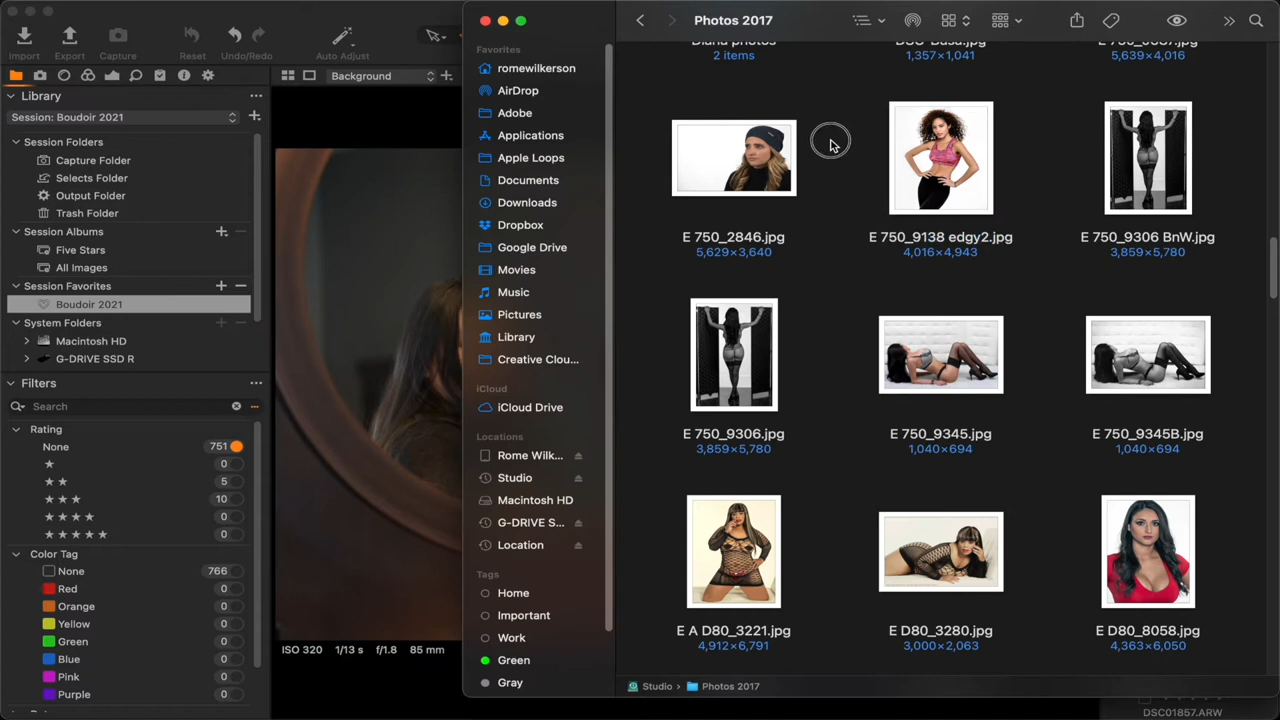 Import
Export
Capture
Reset
Undo/Redo
Auto Adjust
Background
Library
Session: Boudoir 2021
Session Folders
Capture Folder
Selects Folder
Output Folder
Trash Folder
Session Albums
Five Stars
All Images
Session Favorites
Boudoir 2021
System Folders
Macintosh HD
G-DRIVE SSD R
Filters
Search
Rating
None 751
0
5
10
0
0
Color Tag
None 766
Red 0
Orange 0
Yellow 0
Green 0
Blue 0
Pink 0
Purple 0
ISO 320 1/13 s f/1.8 85 mm
Favorites
romewilkerson
AirDrop
Adobe
Applications
Apple Loops
Documents
Downloads
Dropbox
Google Drive
Movies
Music
Pictures
Library
Creative Clou...
iCloud
iCloud Drive
Locations
Rome Wilk...
Studio
Macintosh HD
G-DRIVE S...
Location
Tags
Home
Important
Work
Green
Gray
Photos 2017
2 items
1,357×1,041
5,639×4,016
E 750_2846.jpg
5,629×3,640
E 750_9138 edgy2.jpg
4,016×4,943
E 750_9306 BnW.jpg
3,859×5,780
E 750_9306.jpg
3,859×5,780
E 750_9345.jpg
1,040×694
E 750_9345B.jpg
1,040×694
E A D80_3221.jpg
4,912×6,791
E D80_3280.jpg
3,000×2,063
E D80_8058.jpg
4,363×6,050
Studio › Photos 2017
DSC01857.ARW